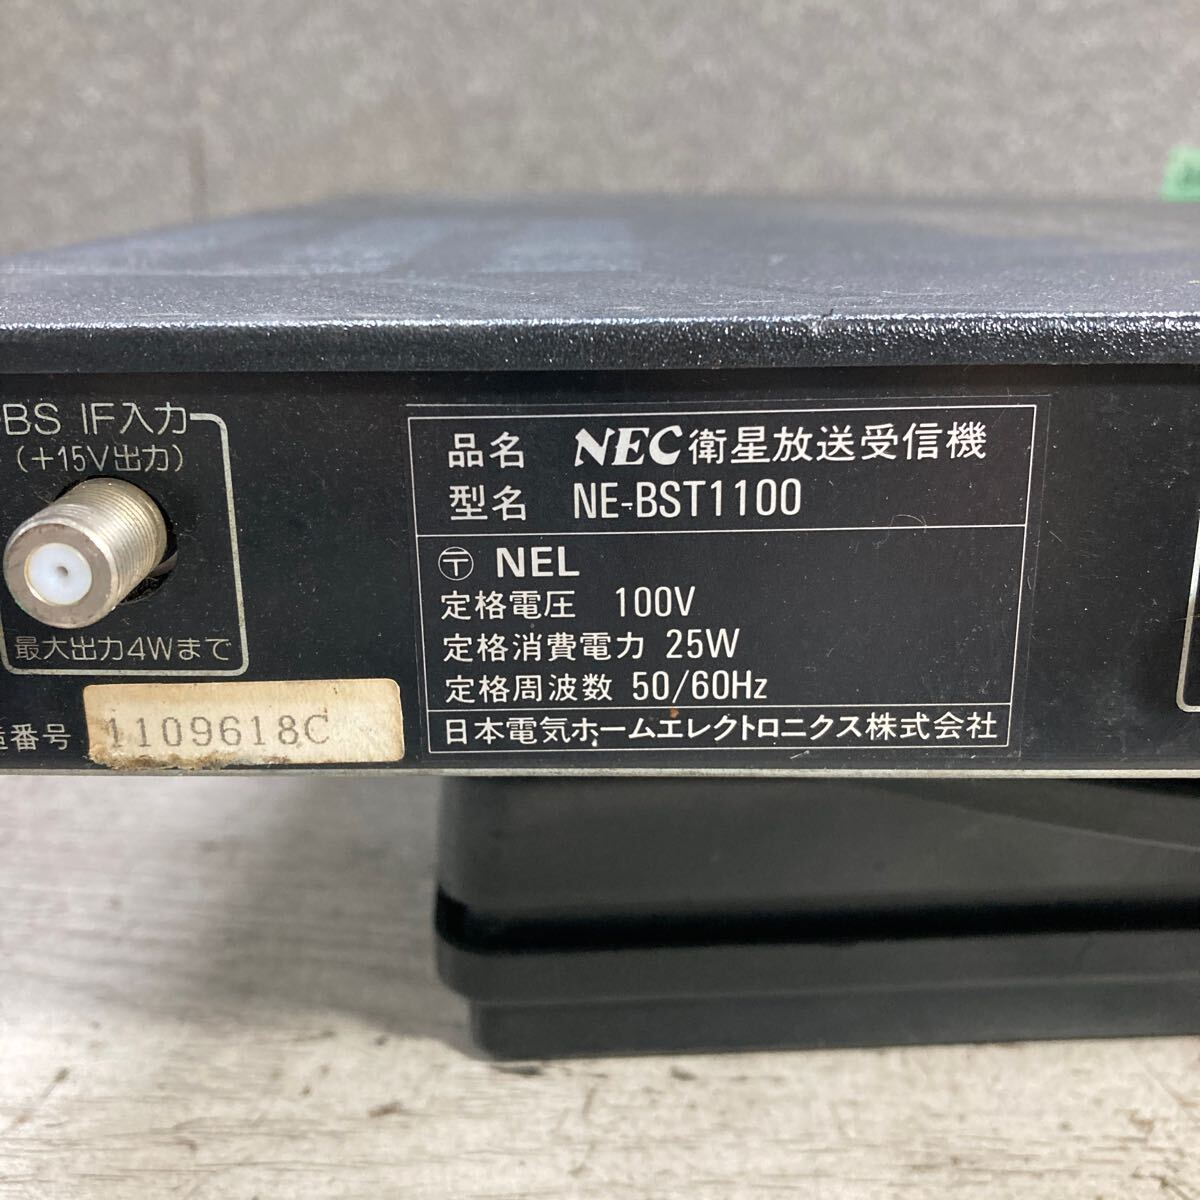 BS IF入力
(+15V出力)
最大出力4Wまで
番号 1109618C
品名 NEC衛星放送受信機
型名 NE-BST1100
〶 NEL
定格電圧 100V
定格消費電力 25W
定格周波数 50/60Hz
日本電気ホームエレクトロニクス株式会社